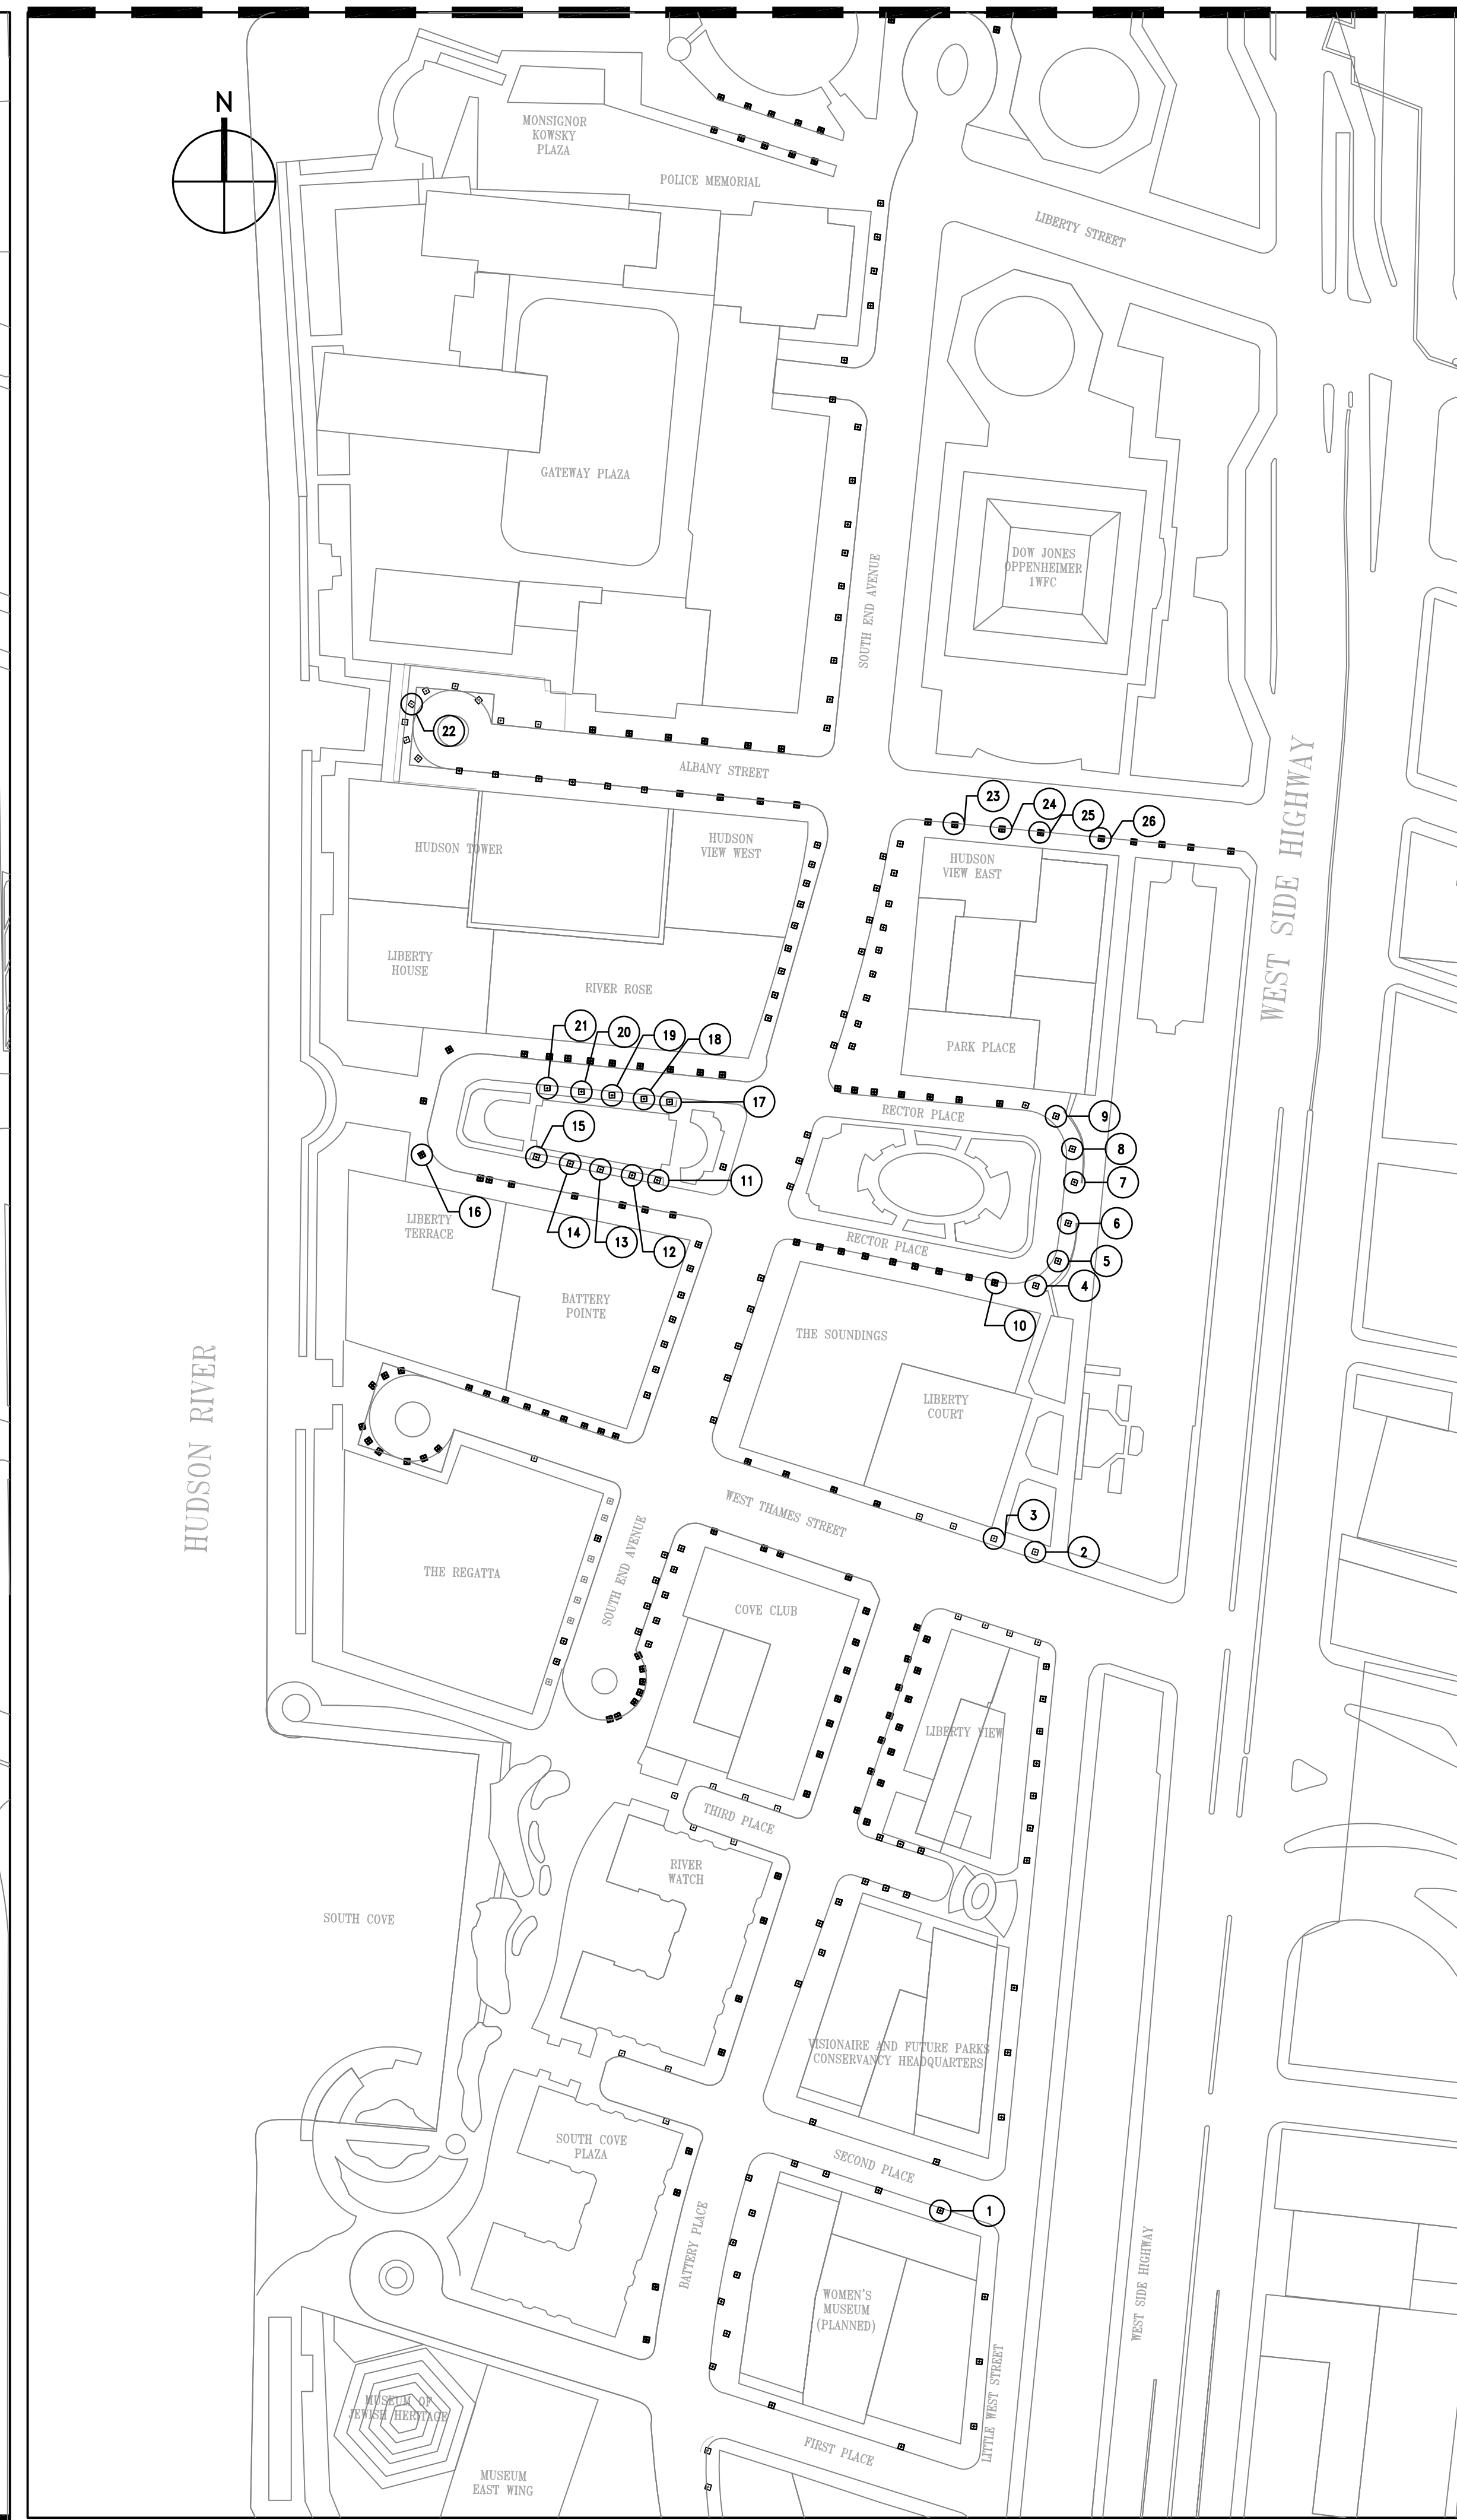 N
MONSIGNOR
KOWSKY
PLAZA
POLICE MEMORIAL
LIBERTY STREET
GATEWAY PLAZA
DOW JONES
OPPENHEIMER
1WFC
SOUTH END AVENUE
22
ALBANY STREET
WEST SIDE HIGHWAY
23
24
25
26
HUDSON TOWER
HUDSON
VIEW WEST
HUDSON
VIEW EAST
LIBERTY
HOUSE
RIVER ROSE
PARK PLACE
21
20
19
18
17
RECTOR PLACE
9
15
8
11
7
16
14
13
12
6
LIBERTY
TERRACE
RECTOR PLACE
5
4
BATTERY
POINTE
10
THE SOUNDINGS
HUDSON RIVER
LIBERTY
COURT
WEST THAMES STREET
3
2
SOUTH END AVENUE
THE REGATTA
COVE CLUB
LIBERTY VIEW
THIRD PLACE
RIVER
WATCH
SOUTH COVE
VISIONAIRE AND FUTURE PARKS
CONSERVANCY HEADQUARTERS
SOUTH COVE
PLAZA
SECOND PLACE
1
BATTERY PLACE
WEST SIDE HIGHWAY
WOMEN'S
MUSEUM
(PLANNED)
LITTLE WEST STREET
MUSEUM OF
JEWISH HERITAGE
FIRST PLACE
MUSEUM
EAST WING